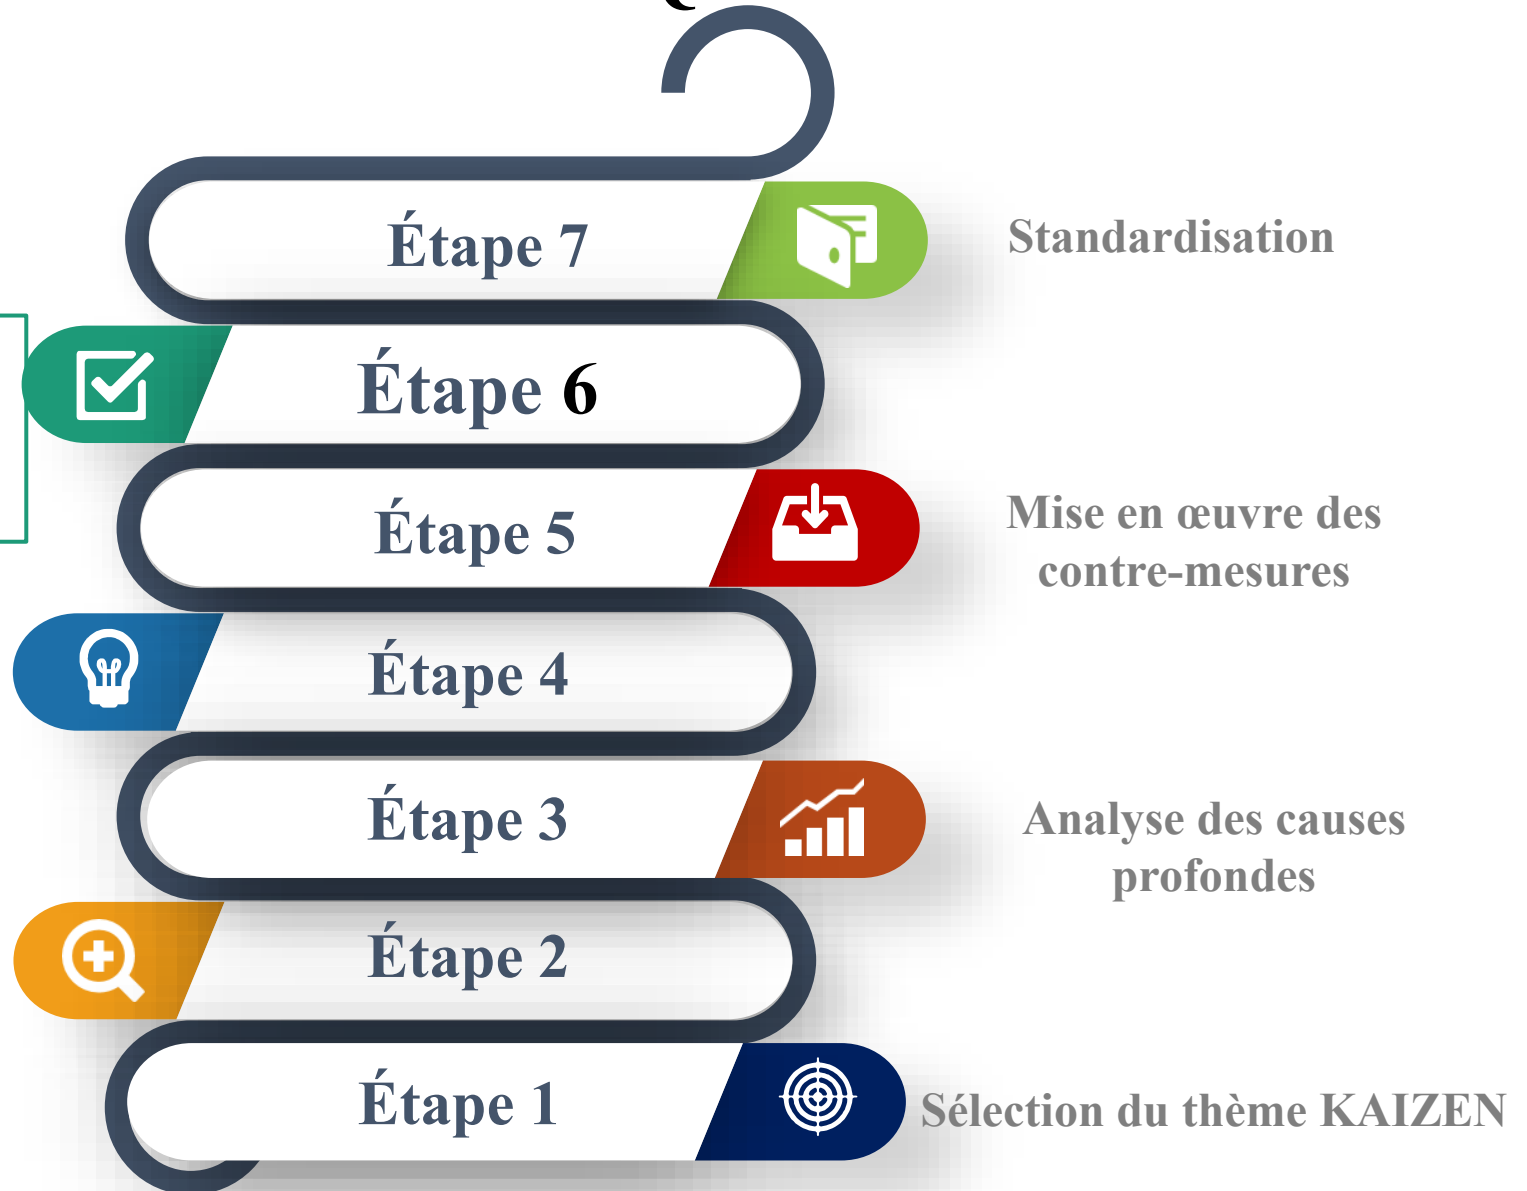 Étape 7
Standardisation
Étape 6
Étape 5
Mise en œuvre des
contre-mesures
Étape 4
Étape 3
Analyse des causes
profondes
Étape 2
Étape 1
Sélection du thème KAIZEN